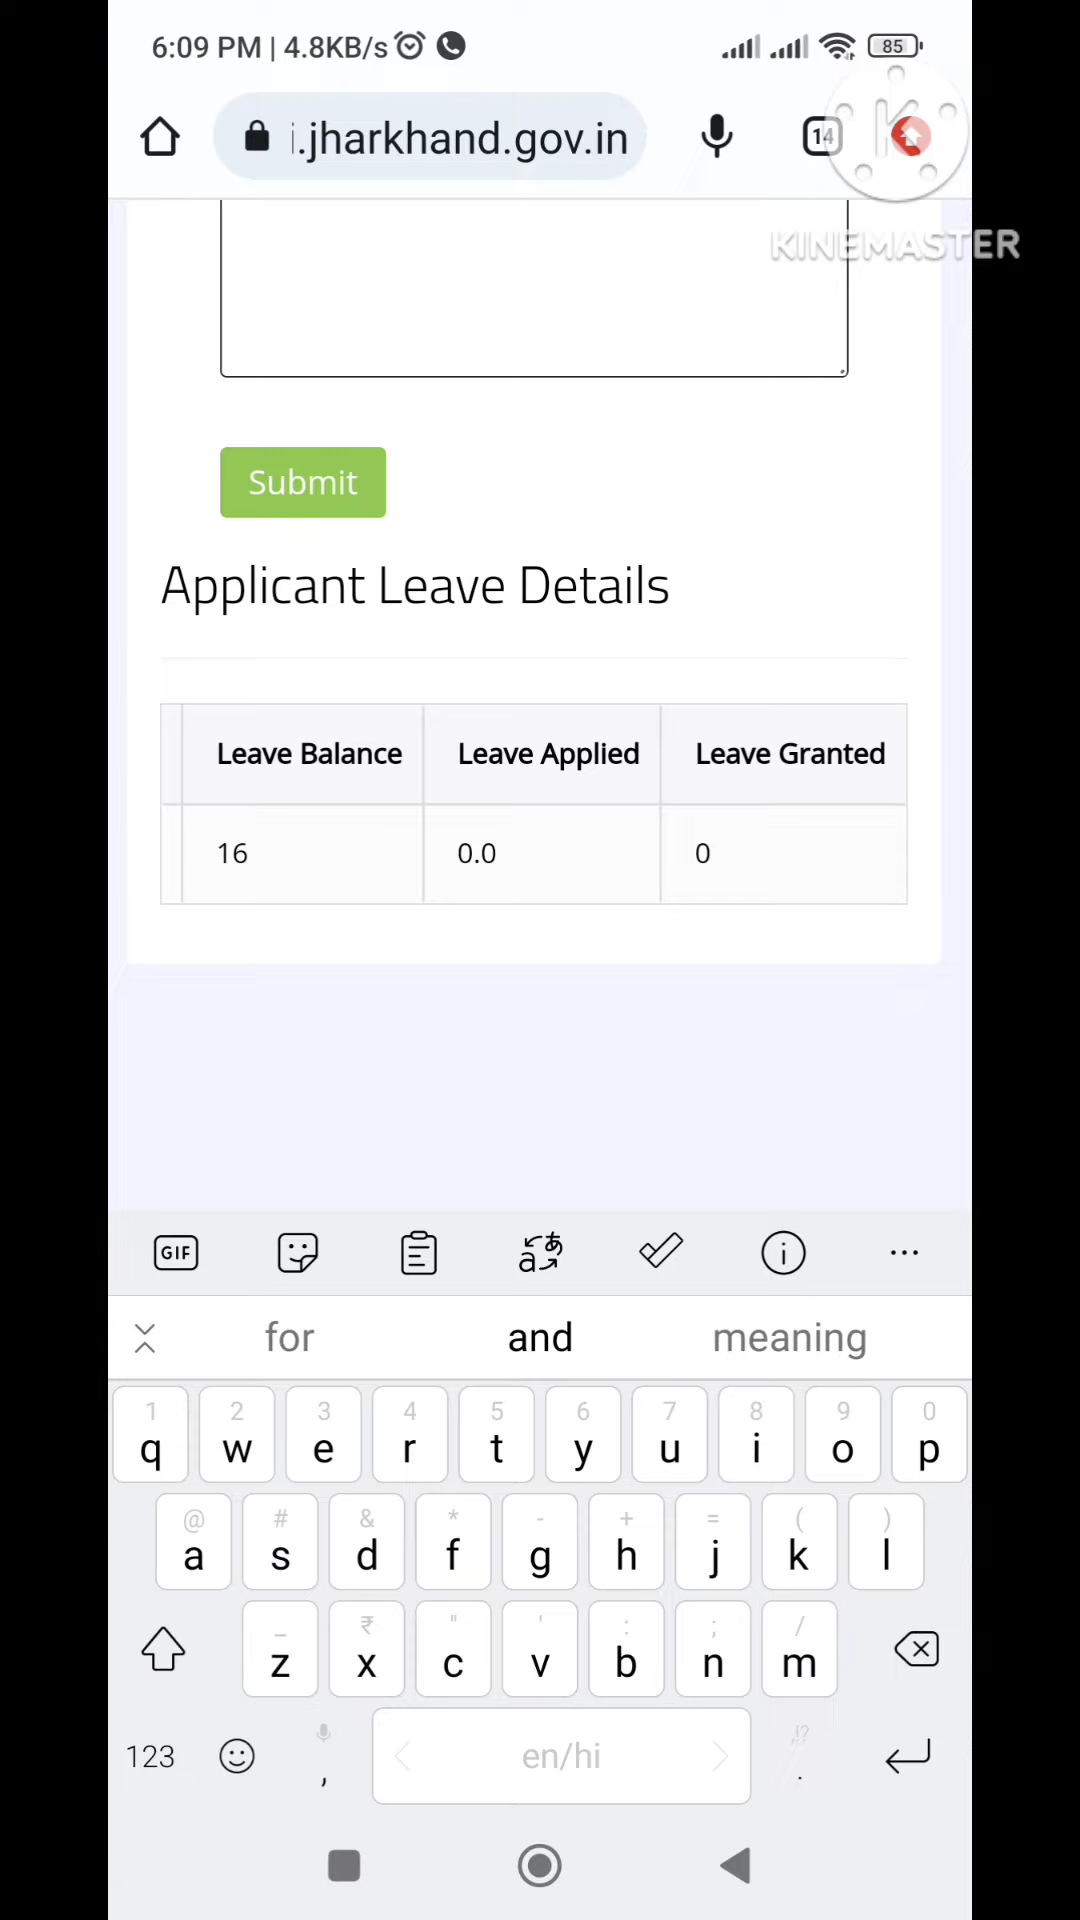 6:09 PM | 4.8KB/s 85
i.jharkhand.gov.in 14
KINEMASTER
Submit
Applicant Leave Details
Leave Balance Leave Applied Leave Granted
16 0.0 0
GIF aあ
for and meaning
1 2 3 4 5 6 7 8 9 0
q w e r t y u i o p
@ # & * - + = ( )
a s d f g h j k l
_ ₹ " ' : ; /
z x c v b n m
123 , en/hi ,!? .